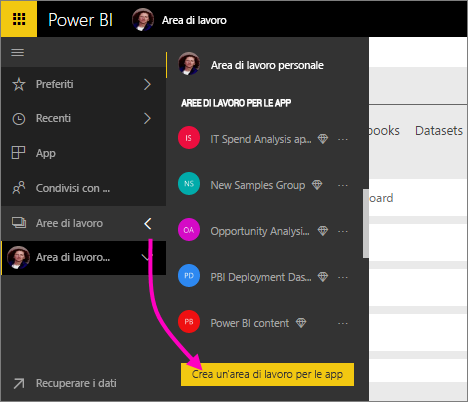 Power BI
Area di lavoro
Preferiti
Recenti
App
Condivisi con ...
Aree di lavoro
Area di lavoro...
Recuperare i dati
Area di lavoro personale
AREE DI LAVORO PER LE APP
IS IT Spend Analysis ap... ...
NS New Samples Group ...
OA Opportunity Analysi... ...
PD PBI Deployment Das... ...
PB Power BI content ...
Crea un'area di lavoro per le app
books Datasets
oard